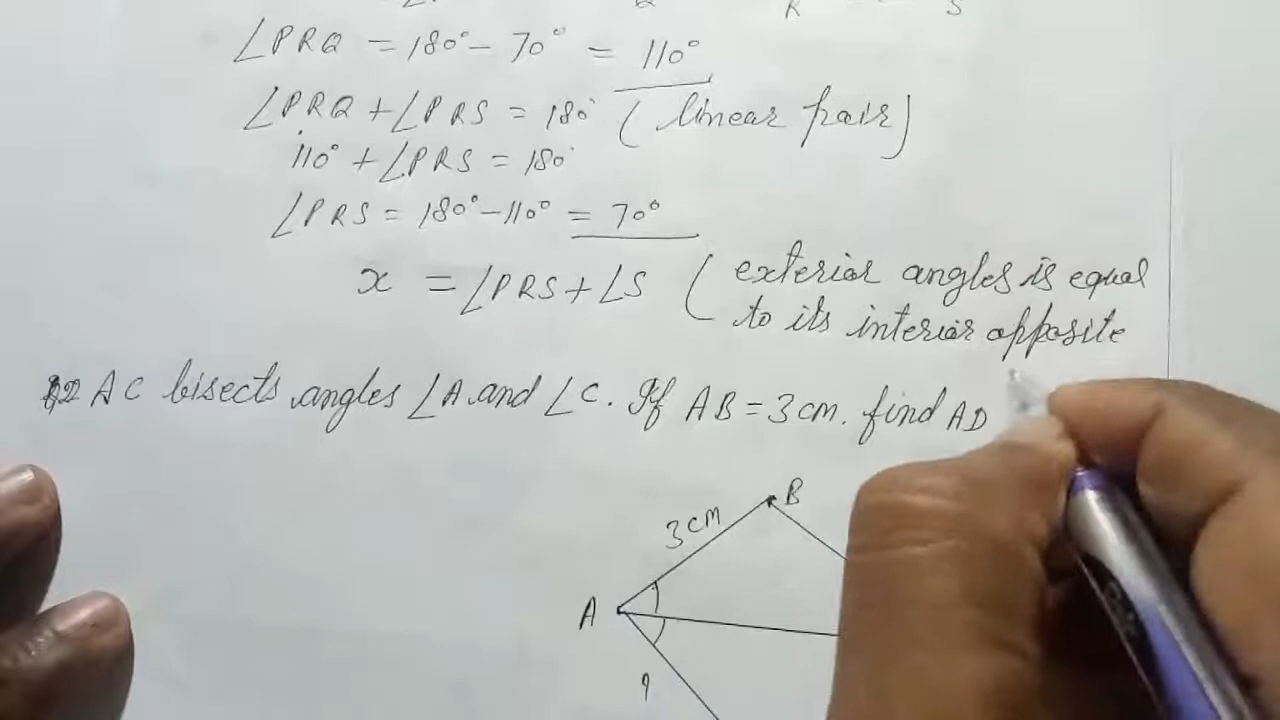 Q R S
∠PRQ = 180° - 70° = 110°
∠PRQ + ∠PRS = 180° (linear pair)
110° + ∠PRS = 180°
∠PRS = 180° - 110° = 70°
x = ∠PRS + ∠S (exterior angles is equal
to its interior opposite
AC bisects angles ∠A and ∠C. If AB = 3cm. find AD
B
3cm
A
?